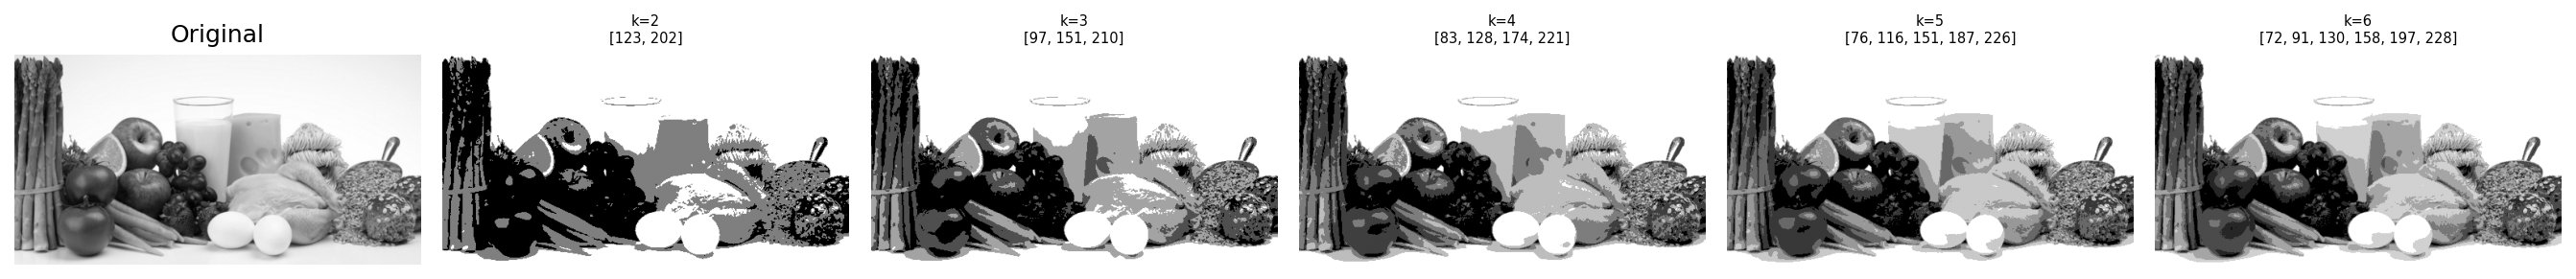 Original
k=2
[123, 202]
k=3
[97, 151, 210]
k=4
[83, 128, 174, 221]
k=5
[76, 116, 151, 187, 226]
k=6
[72, 91, 130, 158, 197, 228]